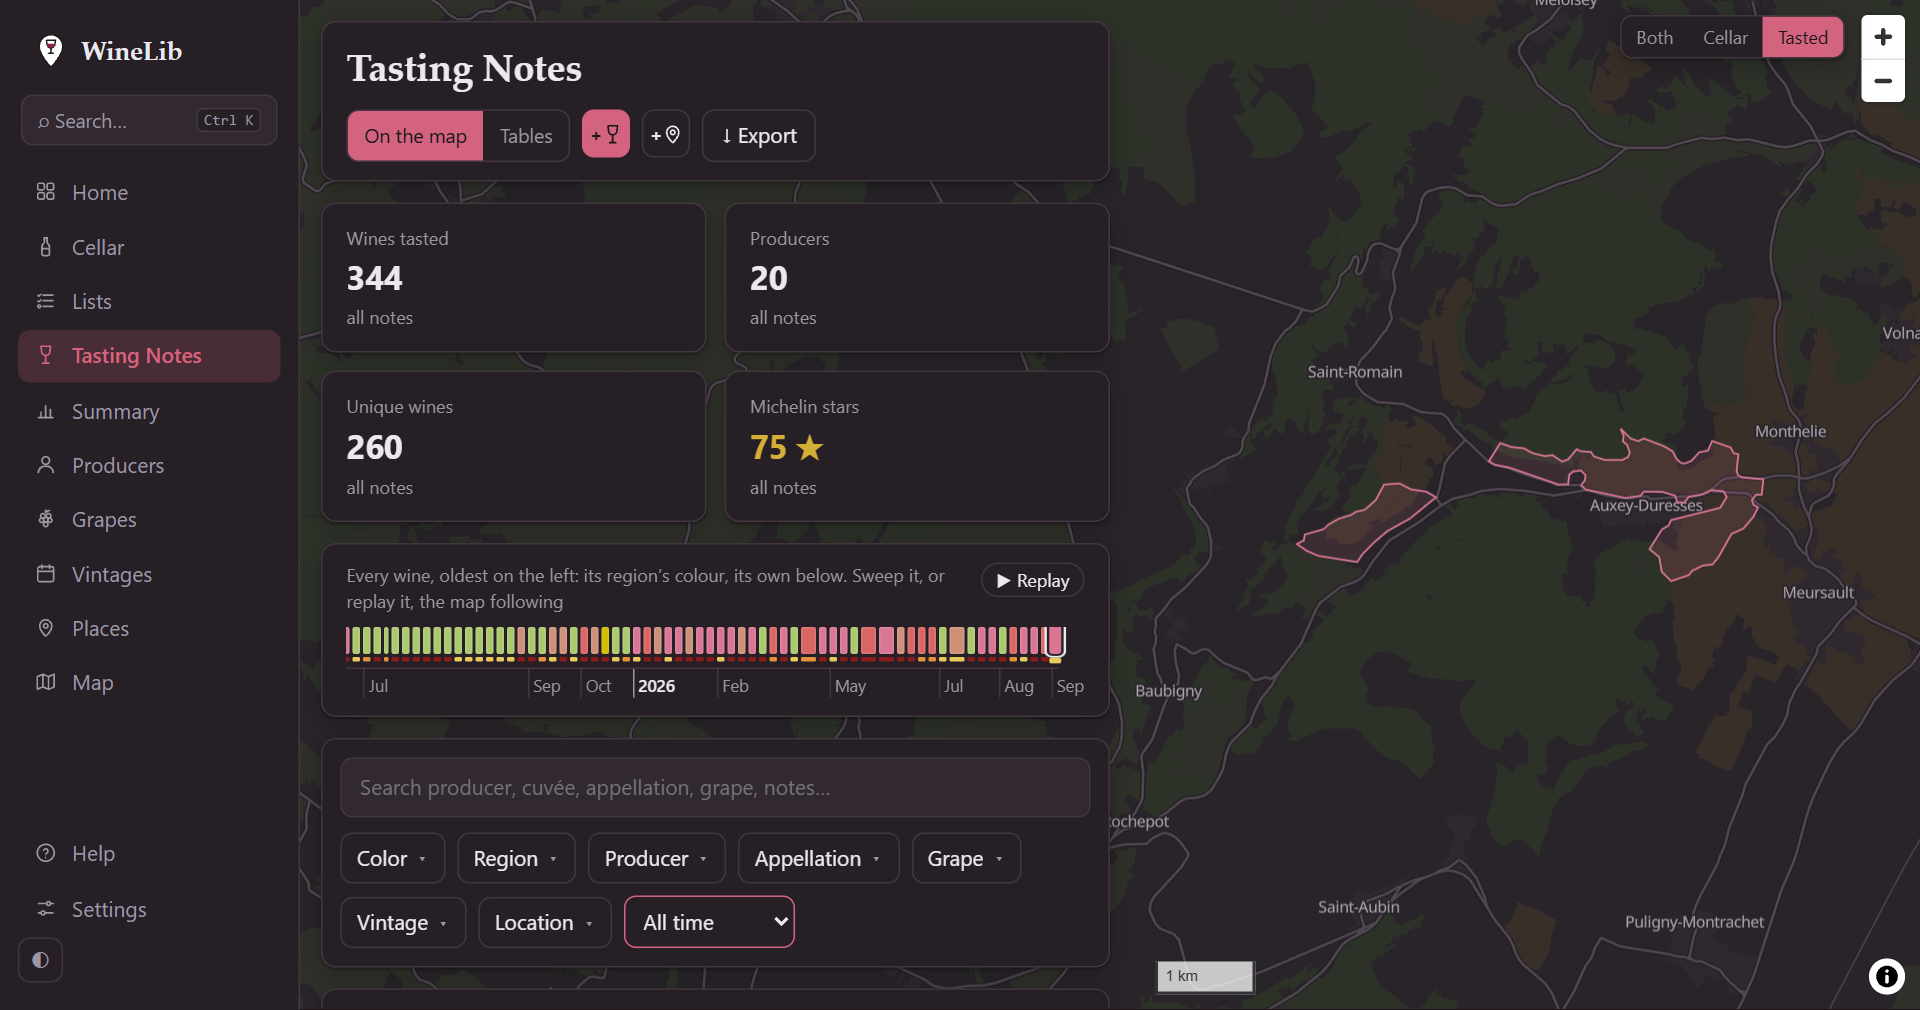 WineLib
Search...
Ctrl K
Home
Cellar
Lists
Tasting Notes
Summary
Producers
Grapes
Vintages
Places
Map
Help
Settings
Tasting Notes
On the map
Tables
+
+
↓ Export
Wines tasted
344
all notes
Producers
20
all notes
Unique wines
260
all notes
Michelin stars
75 ★
all notes
Every wine, oldest on the left: its region's colour, its own below. Sweep it, or
replay it, the map following
▶ Replay
Jul
Sep
Oct
2026
Feb
May
Jul
Aug
Sep
Search producer, cuvée, appellation, grape, notes...
Color
Region
Producer
Appellation
Grape
Vintage
Location
All time
Both
Cellar
Tasted
+
−
Meloisey
Saint-Romain
Volna
Monthelie
Auxey-Duresses
Meursault
Baubigny
ochepot
Saint-Aubin
Puligny-Montrachet
1 km